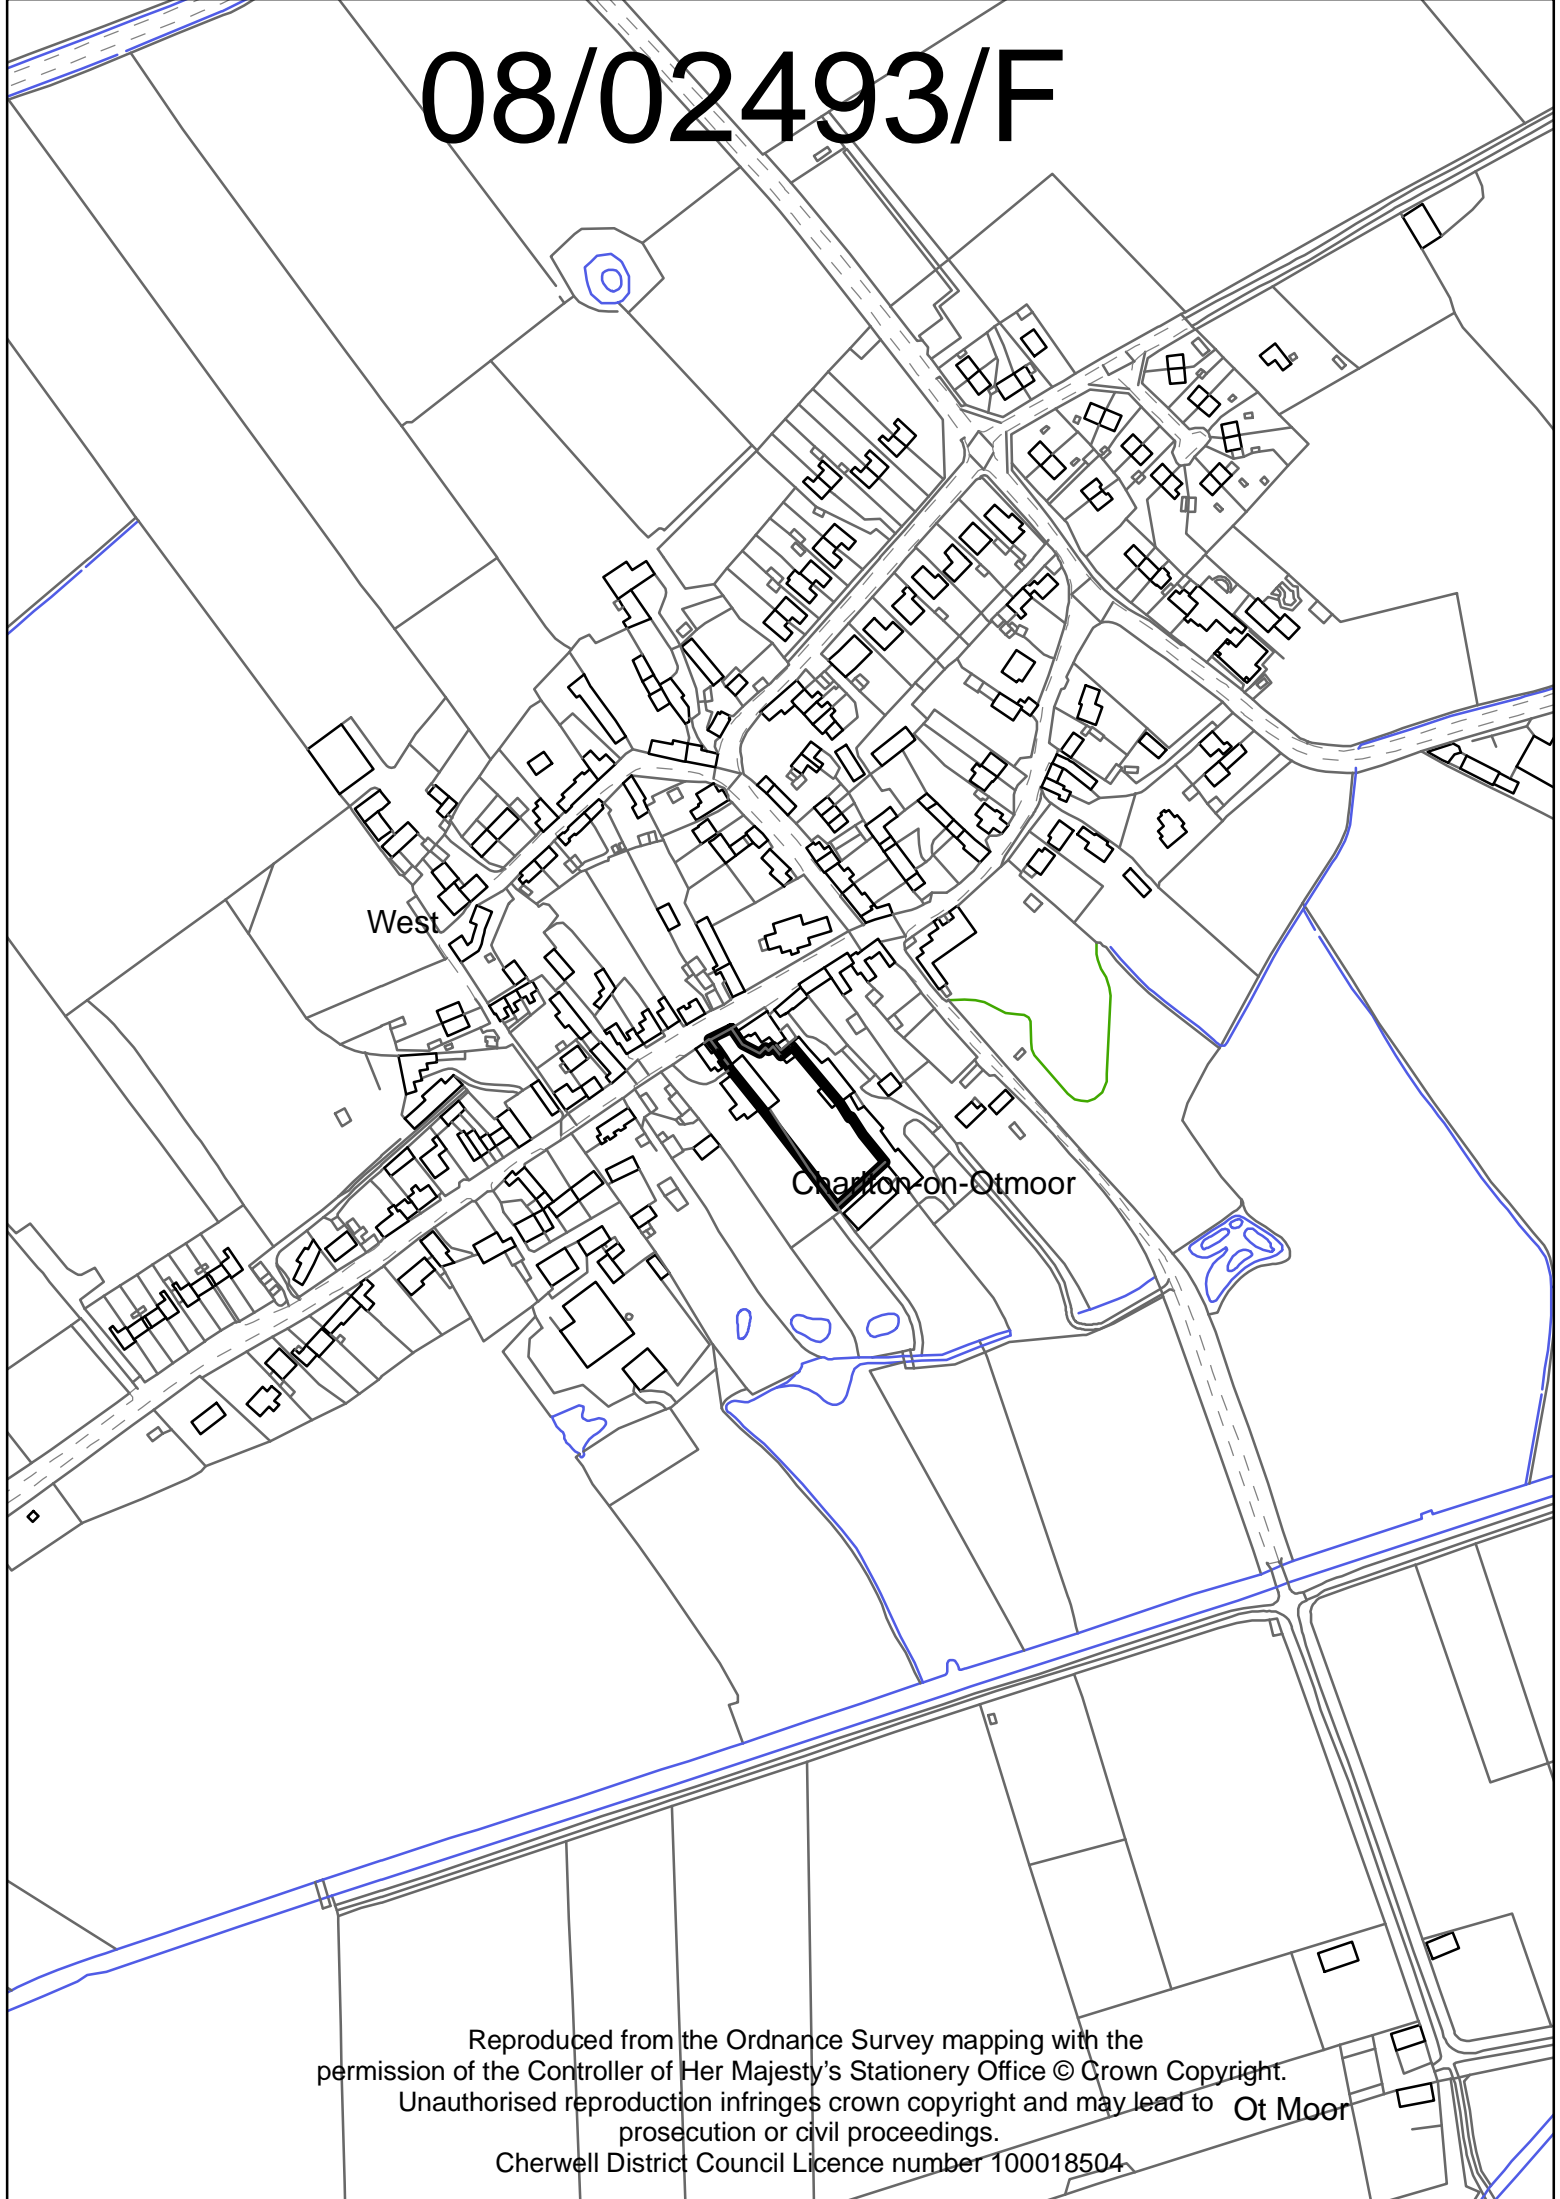 08/02493/F
West
Charlton-on-Otmoor
Reproduced from the Ordnance Survey mapping with the
permission of the Controller of Her Majesty's Stationery Office © Crown Copyright.
Unauthorised reproduction infringes crown copyright and may lead to
Ot Moor
prosecution or civil proceedings.
Cherwell District Council Licence number 100018504